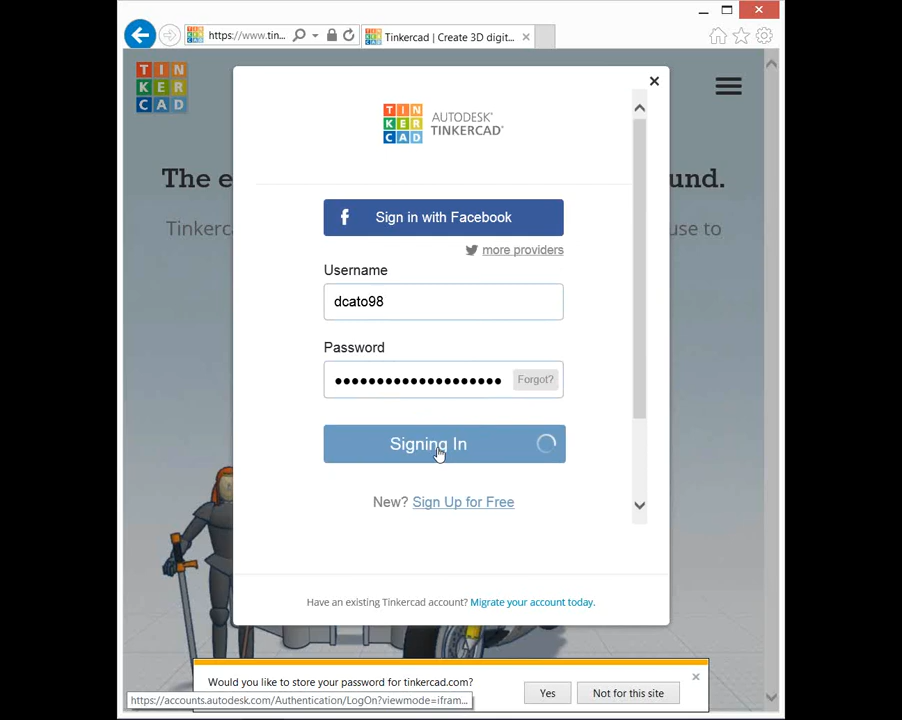 https://www.tin...
Tinkercad | Create 3D digit...
TIN
KER
CAD
TIN
KER
CAD
AUTODESK®
TINKERCAD®
The e
und.
Sign in with Facebook
Tinkerc
use to
more providers
Username
dcato98
Password
Forgot?
Signing In
New? Sign Up for Free
Have an existing Tinkercad account? Migrate your account today.
Would you like to store your password for tinkercad.com?
Yes
Not for this site
https://accounts.autodesk.com/Authentication/LogOn?viewmode=ifram...